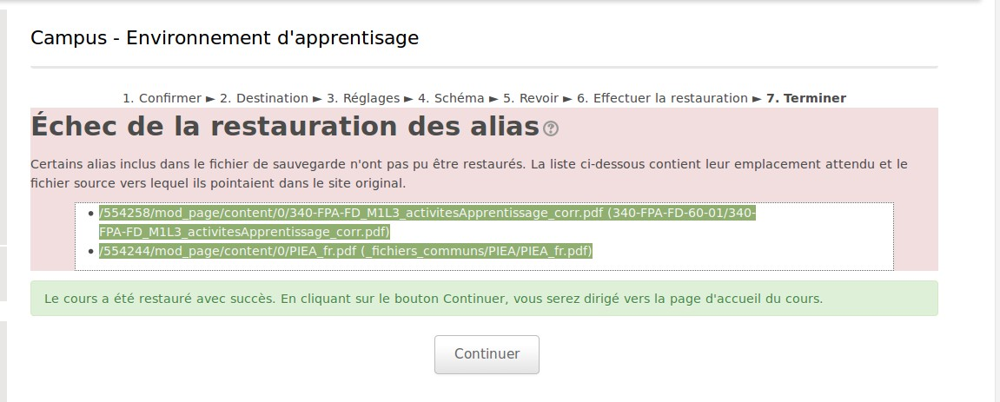 Campus - Environnement d'apprentisage
1. Confirmer ► 2. Destination ► 3. Réglages ► 4. Schéma ► 5. Revoir ► 6. Effectuer la restauration ► 7. Terminer
Échec de la restauration des alias ?
Certains alias inclus dans le fichier de sauvegarde n'ont pas pu être restaurés. La liste ci-dessous contient leur emplacement attendu et le
fichier source vers lequel ils pointaient dans le site original.
• /554258/mod_page/content/0/340-FPA-FD_M1L3_activitesApprentissage_corr.pdf (340-FPA-FD-60-01/340-
FPA-FD_M1L3_activitesApprentissage_corr.pdf)
• /554244/mod_page/content/0/PIEA_fr.pdf (_fichiers_communs/PIEA/PIEA_fr.pdf)
Le cours a été restauré avec succès. En cliquant sur le bouton Continuer, vous serez dirigé vers la page d'accueil du cours.
Continuer